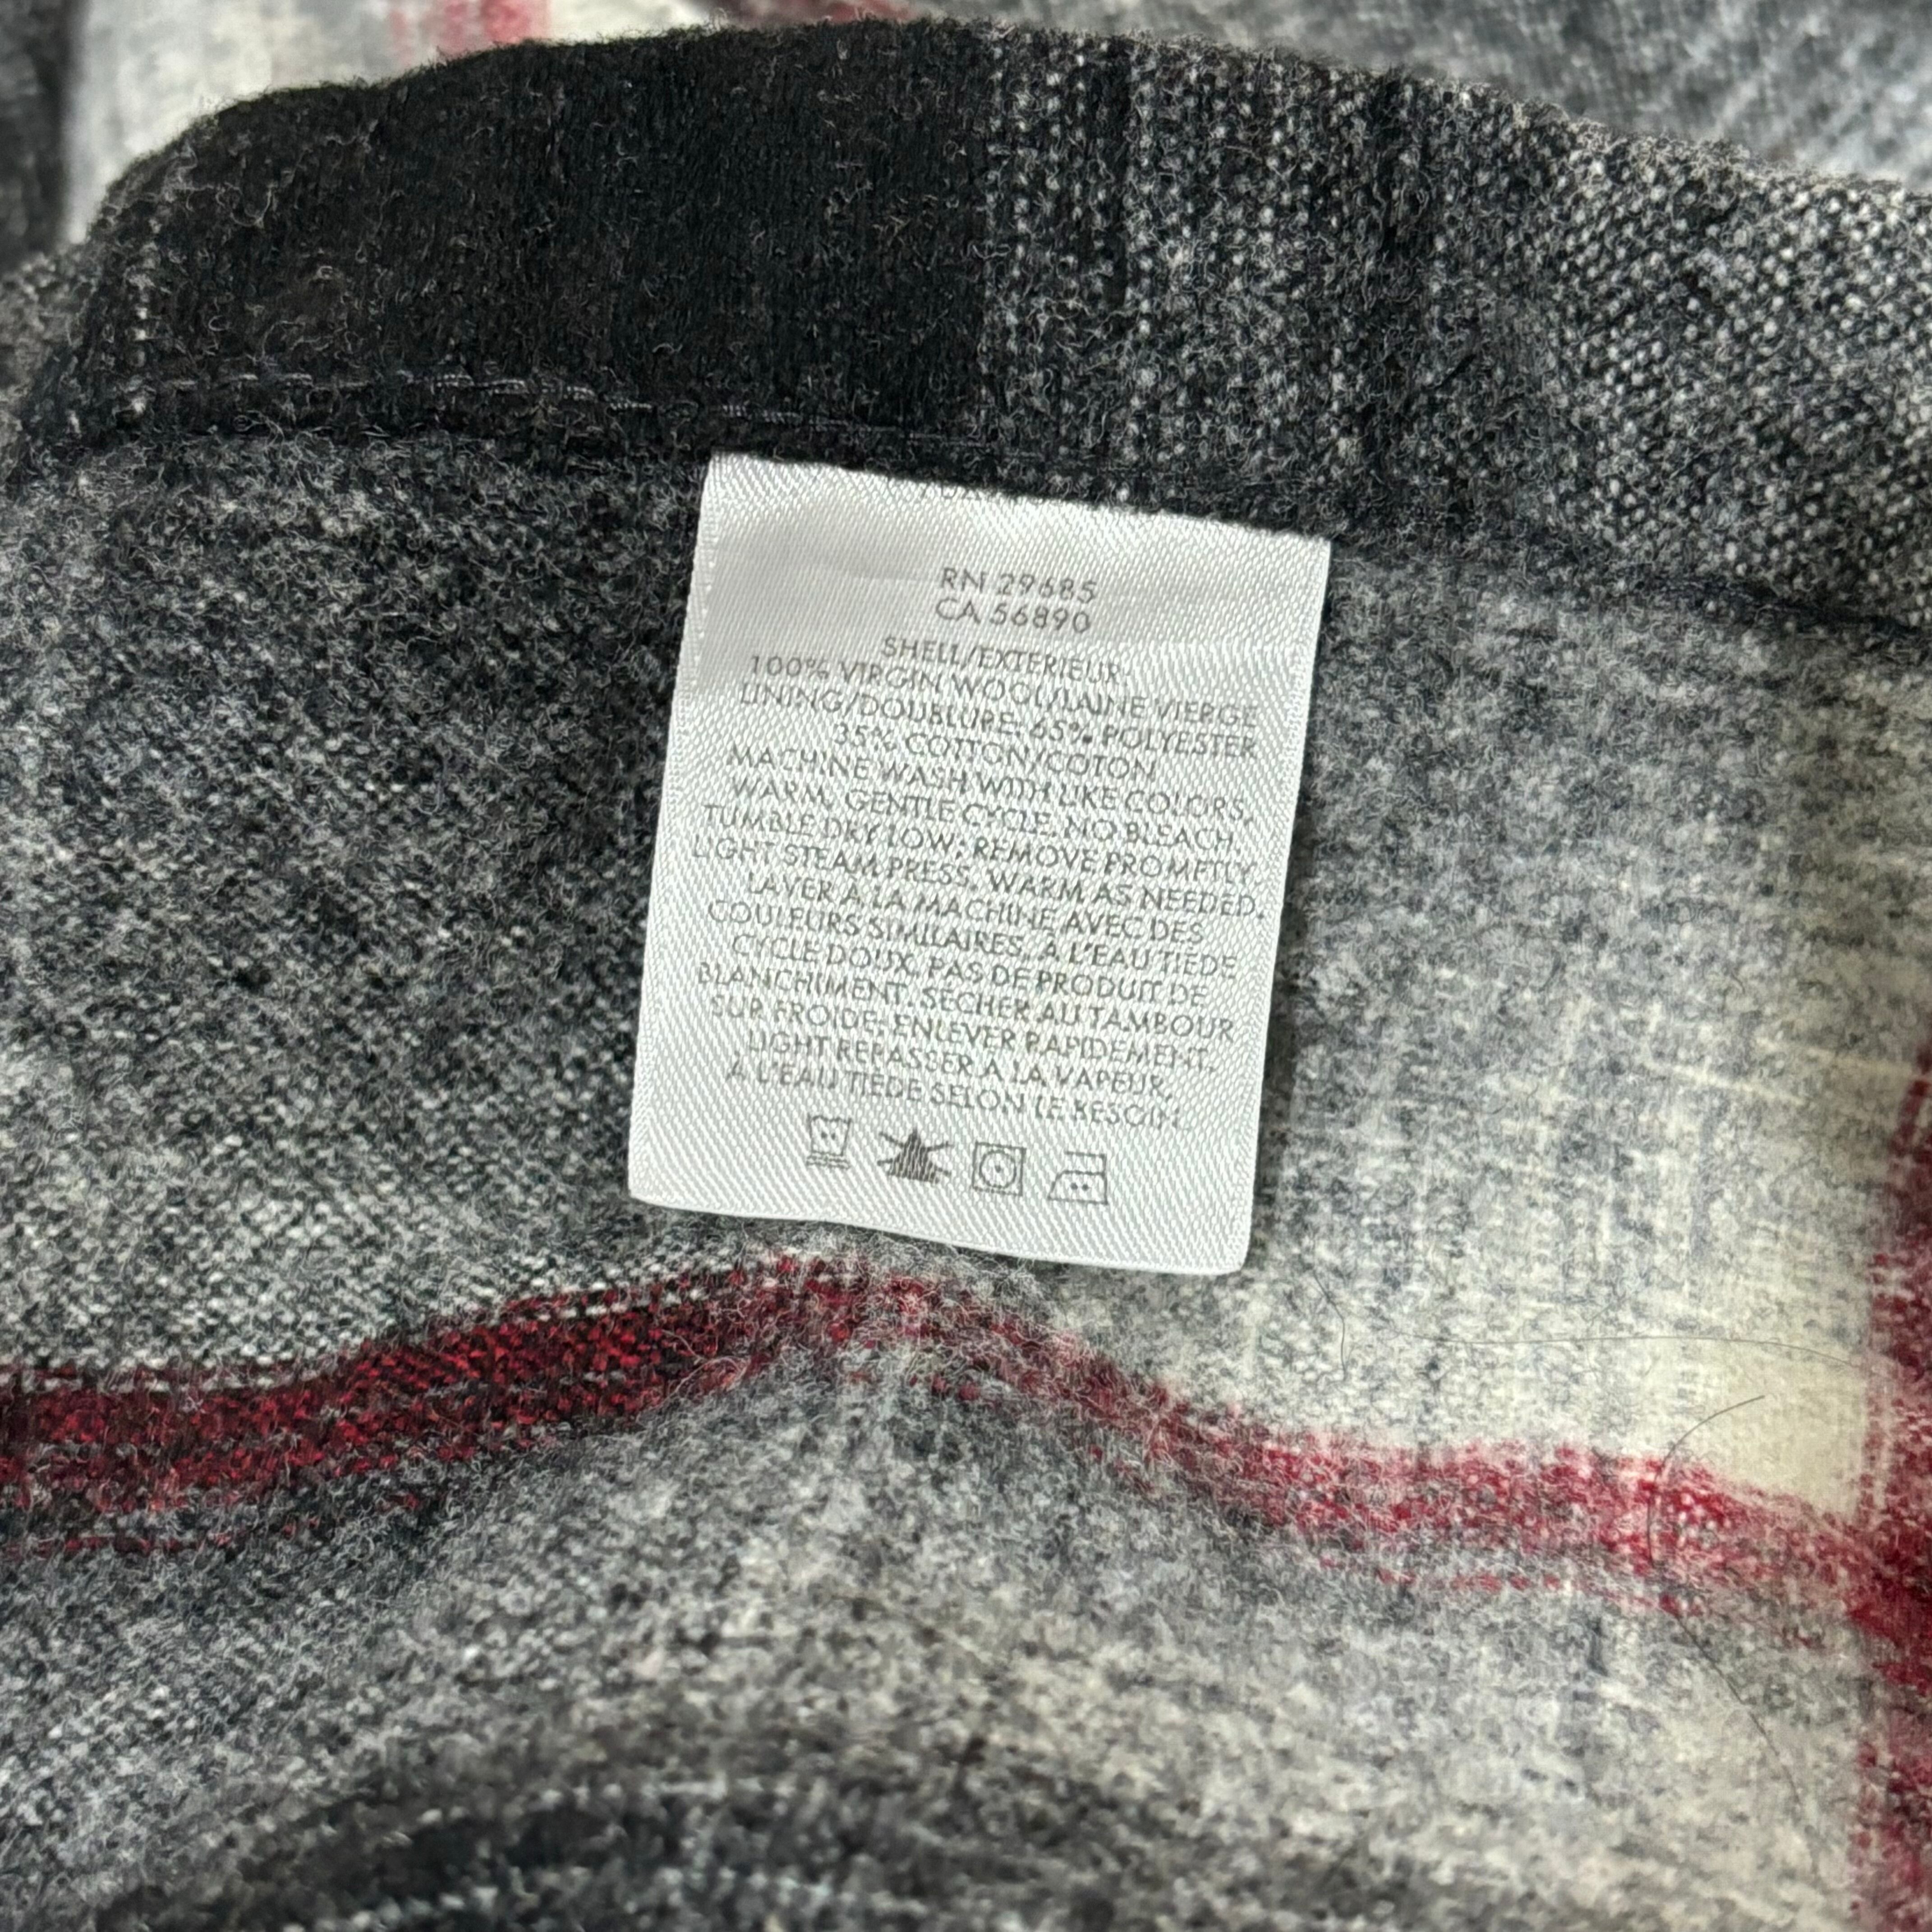 RN 29685
CA 56890
SHELL/EXTERIEUR
100% VIRGIN WOOL/LAINE VIERGE
LINING/DOUBLURE: 65% POLYESTER
35% COTTON/COTON
MACHINE WASH WITH LIKE COLORS,
WARM, GENTLE CYCLE. NO BLEACH.
TUMBLE DRY LOW; REMOVE PROMPTLY.
LIGHT STEAM PRESS, WARM AS NEEDED.
LAVER A LA MACHINE AVEC DES
COULEURS SIMILAIRES, A L'EAU TIEDE
CYCLE DOUX. PAS DE PRODUIT DE
BLANCHIMENT. SECHER AU TAMBOUR
SUR FROIDE; ENLEVER RAPIDEMENT.
LIGHT REPASSER A LA VAPEUR,
A L'EAU TIEDE SELON LE BESOIN.